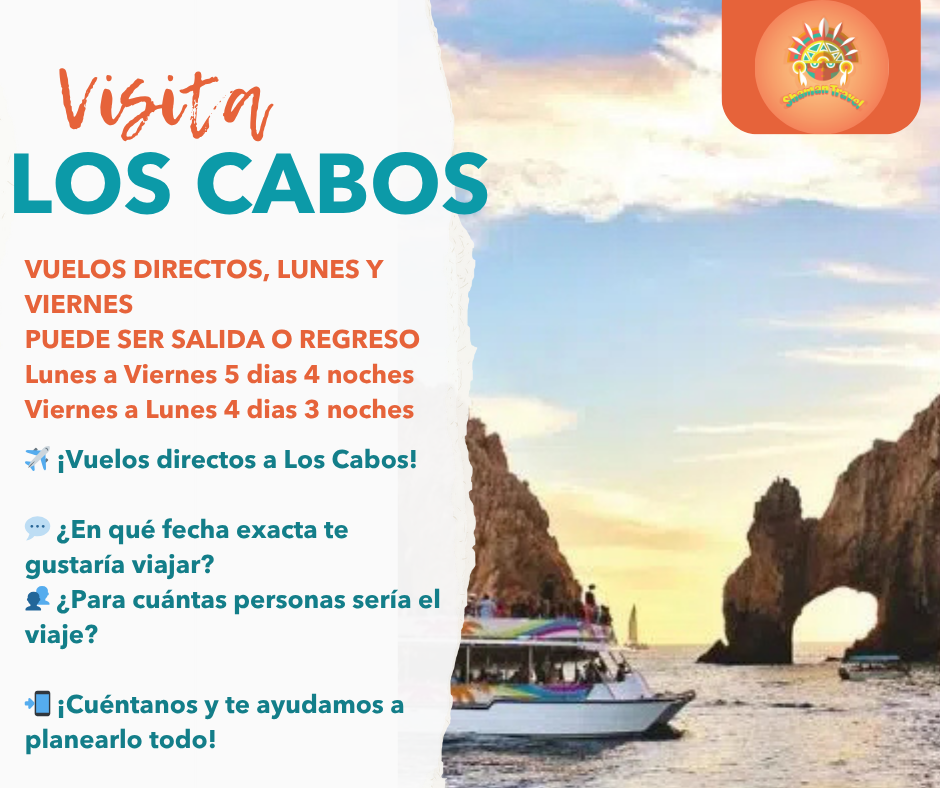 Visita
LOS CABOS
Shaman Travel
VUELOS DIRECTOS, LUNES Y
VIERNES
PUEDE SER SALIDA O REGRESO
Lunes a Viernes 5 dias 4 noches
Viernes a Lunes 4 dias 3 noches
✈️ ¡Vuelos directos a Los Cabos!
💬 ¿En qué fecha exacta te
gustaría viajar?
👥 ¿Para cuántas personas sería el
viaje?
📲 ¡Cuéntanos y te ayudamos a
planearlo todo!